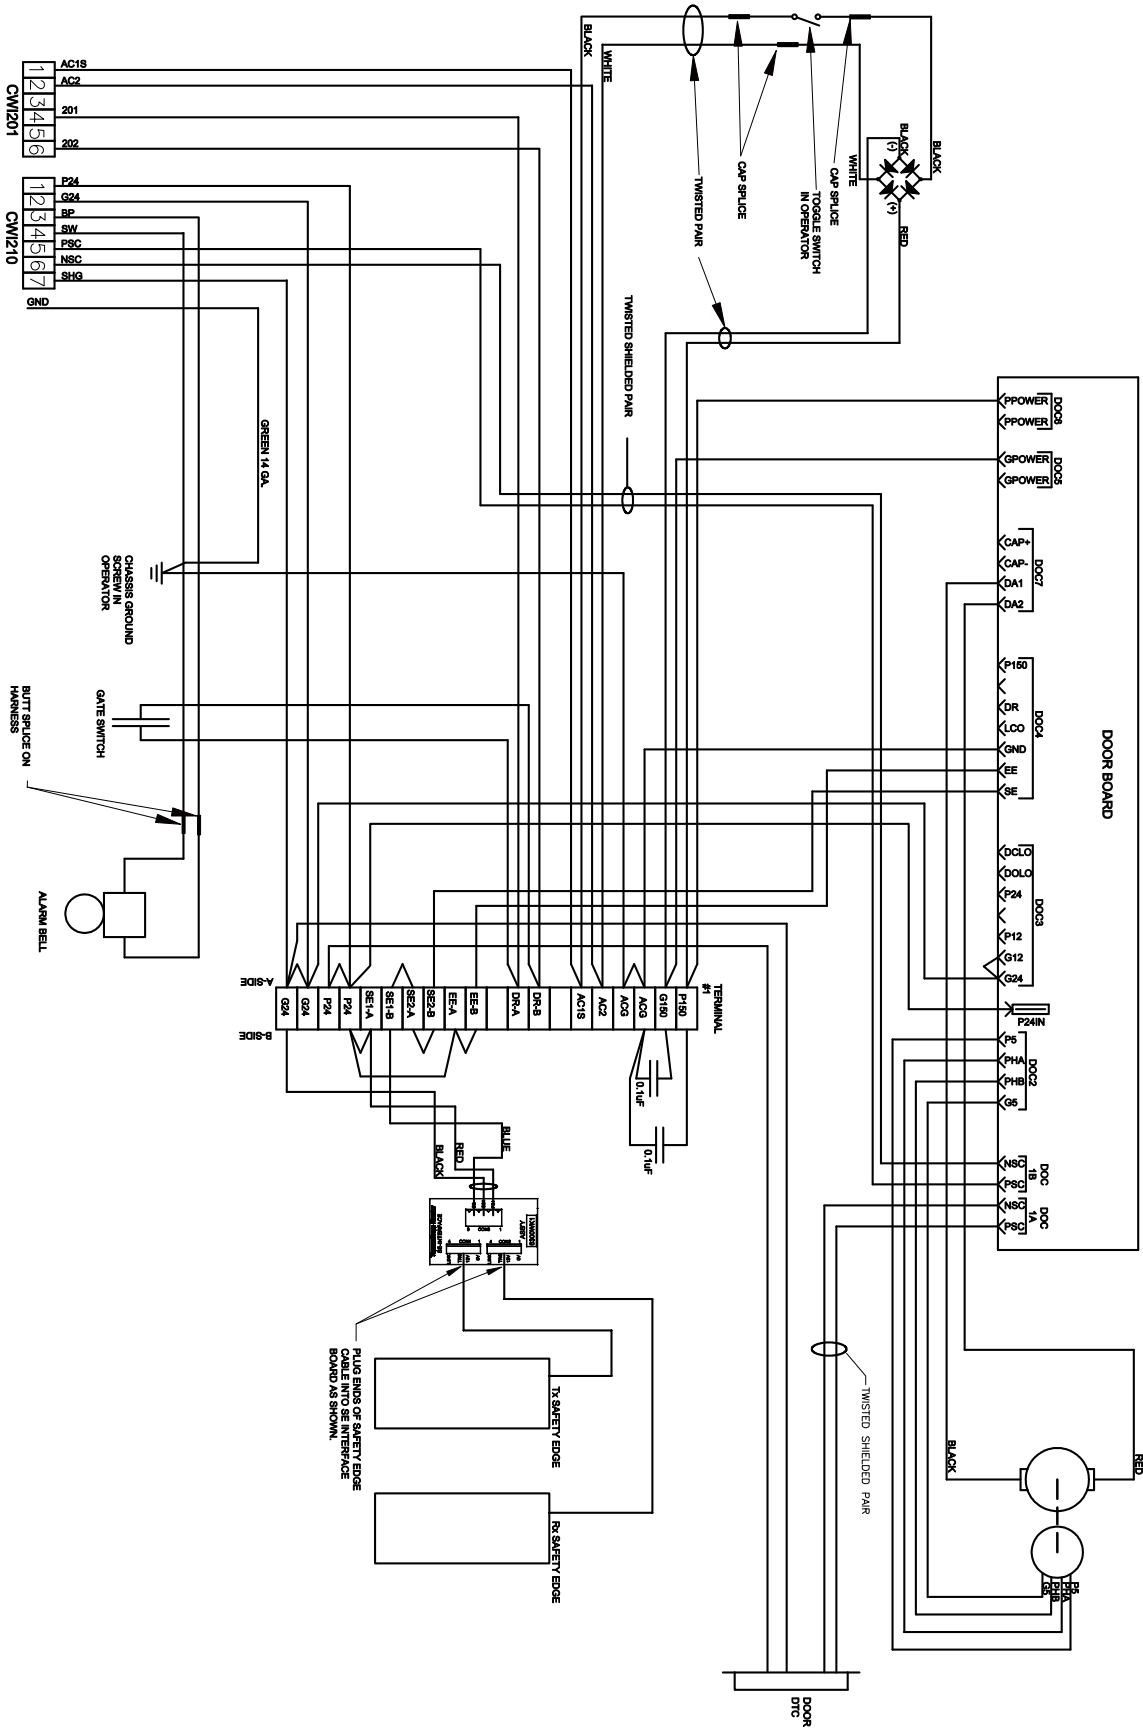 BLACK
WHITE
CAP SPLICE
TWISTED PAIR
CAP SPLICE
TOGGLE SWITCH
IN OPERATOR
WHITE
BLACK
(-)
(+)
BLACK
RED
1
2
3
4
5
6
AC1S
AC2
201
202
CWI201
1
2
3
4
5
6
7
P24
G24
BP
SW
PSC
NSC
SHG
CWI210
GND
GREEN 14 GA.
TWISTED SHIELDED PAIR
CHASSIS GROUND
SCREW IN
OPERATOR
GATE SWITCH
BUTT SPLICE ON
HARNESS
ALARM BELL
DOOR BOARD
PPOWER
PPOWER
DOC6
GPOWER
GPOWER
DOC5
CAP+
CAP-
DA1
DA2
DOC7
P150
DR
LCO
GND
EE
SE
DOC4
DCLO
DOLO
P24
P12
G12
G24
DOC3
P24IN
P5
PHA
PHB
G5
DOC2
NSC
PSC
DOC
1B
NSC
PSC
DOC
1A
TERMINAL
#1
A-SIDE
B-SIDE
G24
G24
P24
P24
SE1-A
SE1-B
SE2-A
SE2-B
EE-A
EE-B
DR-A
DR-B
AC1S
AC2
ACG
ACG
G150
P150
0.1uF
0.1uF
BLUE
RED
BLACK
ASSY
PLUG ENDS OF SAFETY EDGE
CABLE INTO SE INTERFACE
BOARD AS SHOWN.
Tx SAFETY EDGE
Rx SAFETY EDGE
TWISTED SHIELDED PAIR
BLACK
RED
P5
PHA
PHB
G5
DOOR
DTC